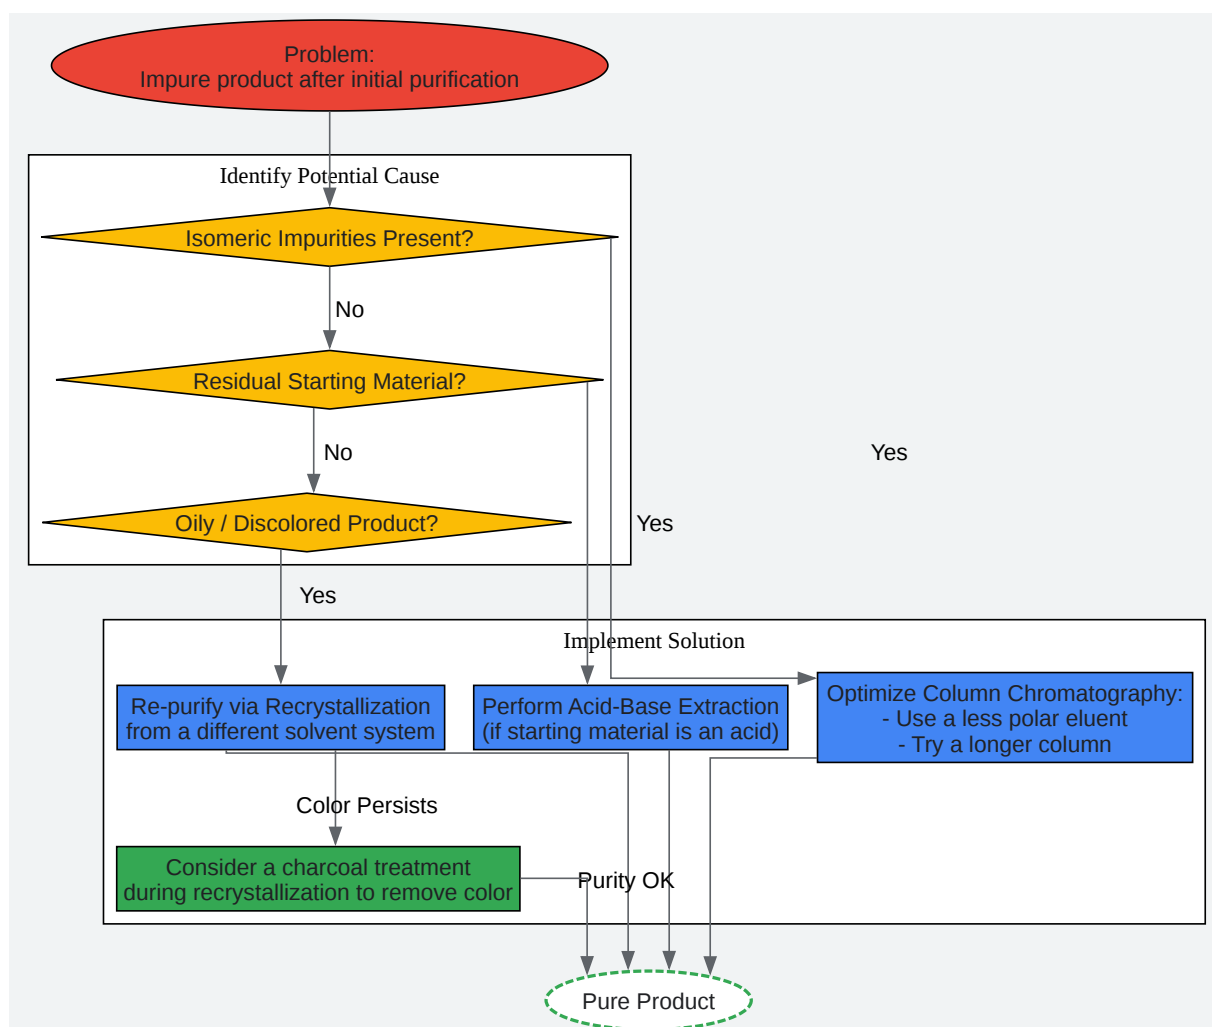 Problem:
Impure product after initial purification
Identify Potential Cause
Isomeric Impurities Present?
No
Residual Starting Material?
No
Yes
Oily / Discolored Product?
Yes
Yes
Implement Solution
Re-purify via Recrystallization
from a different solvent system
Perform Acid-Base Extraction
(if starting material is an acid)
Optimize Column Chromatography:
- Use a less polar eluent
- Try a longer column
Color Persists
Consider a charcoal treatment
during recrystallization to remove color
Purity OK
Pure Product